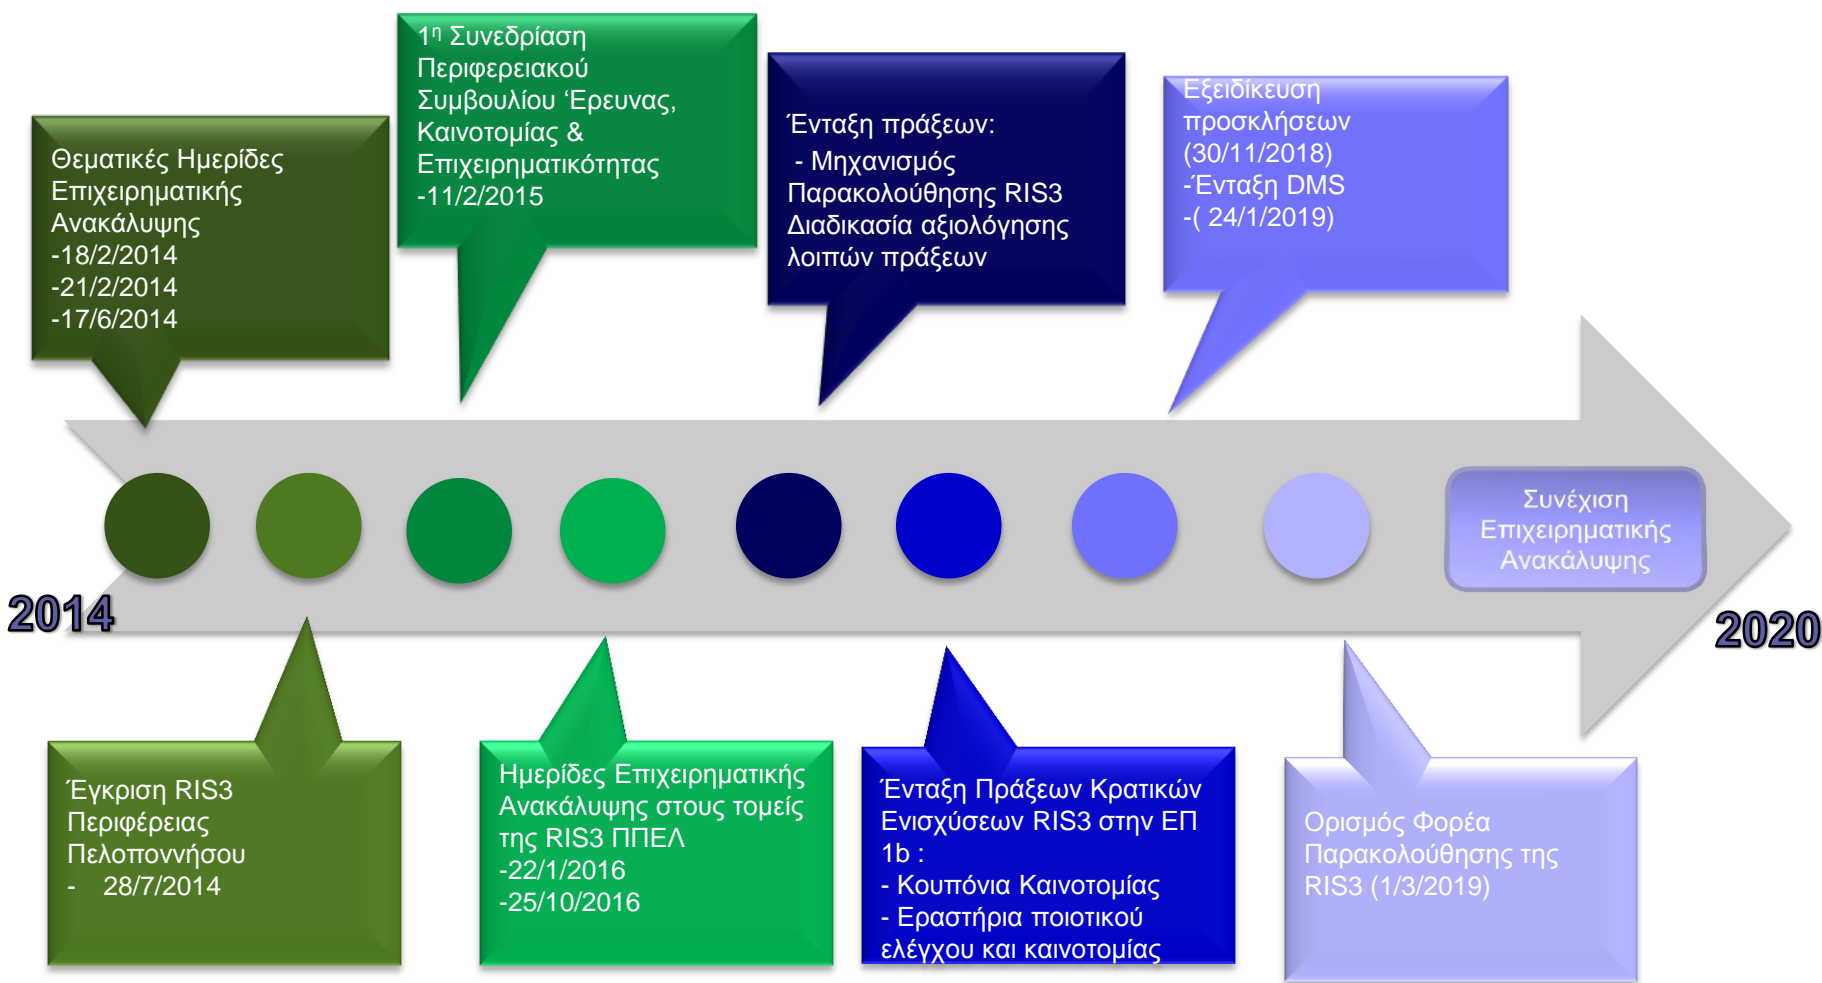 Θεματικές Ημερίδες
Επιχειρηματικής
Ανακάλυψης
-18/2/2014
-21/2/2014
-17/6/2014
1η Συνεδρίαση
Περιφερειακού
Συμβουλίου ‘Ερευνας,
Καινοτομίας &
Επιχειρηματικότητας
-11/2/2015
Ένταξη πράξεων:
- Μηχανισμός
Παρακολούθησης RIS3
Διαδικασία αξιολόγησης
λοιπών πράξεων
Εξειδίκευση
προσκλήσεων
(30/11/2018)
-Ένταξη DMS
-( 24/1/2019)
Συνέχιση
Επιχειρηματικής
Ανακάλυψης
2014
2020
Έγκριση RIS3
Περιφέρειας
Πελοποννήσου
- 28/7/2014
Ημερίδες Επιχειρηματικής
Ανακάλυψης στους τομείς
της RIS3 ΠΠΕΛ
-22/1/2016
-25/10/2016
Ένταξη Πράξεων Κρατικών
Ενισχύσεων RIS3 στην ΕΠ
1b :
- Κουπόνια Καινοτομίας
- Εραστήρια ποιοτικού
ελέγχου και καινοτομίας
Ορισμός Φορέα
Παρακολούθησης της
RIS3 (1/3/2019)